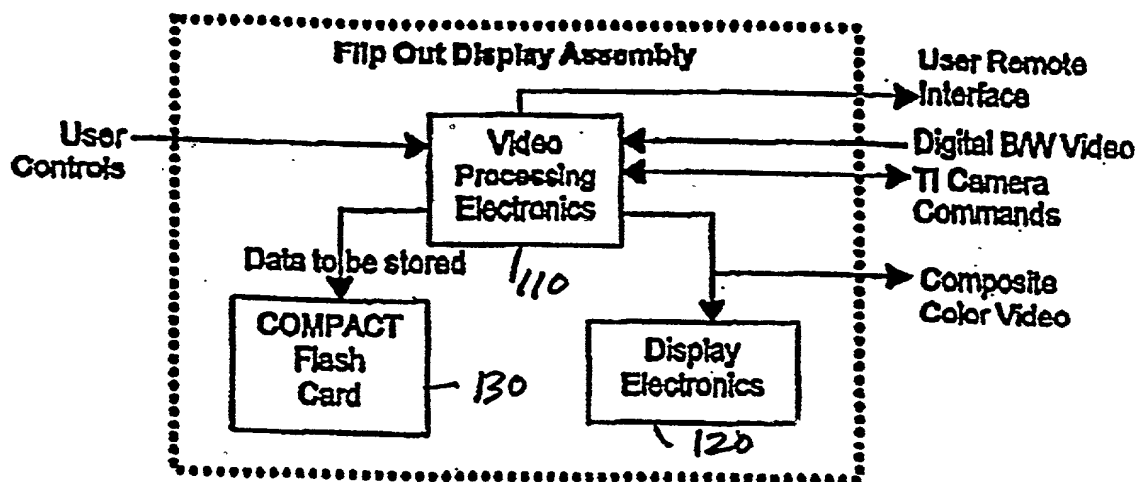 Flip Out Display Assembly
User Remote
Interface
User
Controls
Video
Processing
Electronics
Digital B/W Video
TI Camera
Commands
110
Data to be stored
Composite
Color Video
COMPACT
Flash
Card
130
Display
Electronics
120